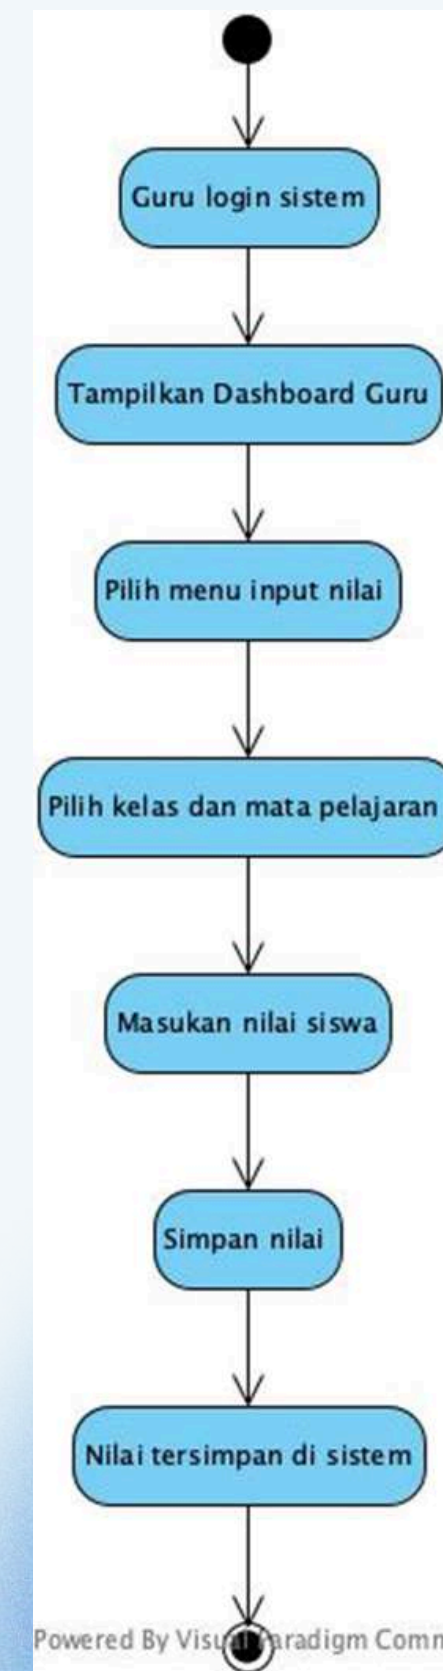 Guru login sistem
Tampilkan Dashboard Guru
Pilih menu input nilai
Pilih kelas dan mata pelajaran
Masukan nilai siswa
Simpan nilai
Nilai tersimpan di sistem
Powered By Visual Paradigm Comm